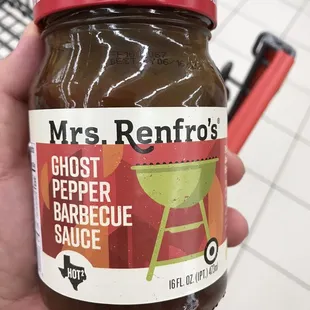 Mrs. Renfro's®
GHOST
PEPPER
BARBECUE
SAUCE
HOT!
16 FL. OZ. (1PT.) 473ml